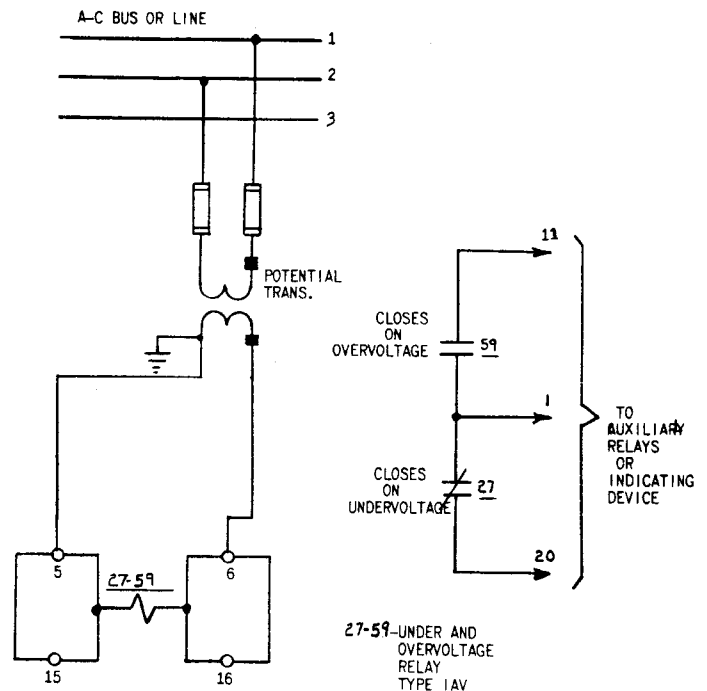 A-C BUS OR LINE
1
2
3
POTENTIAL
TRANS.
5
6
27-59
15
16
11
CLOSES
ON
OVERVOLTAGE
59
1
CLOSES
ON
UNDERVOLTAGE
27
20
TO
AUXILIARY
RELAYS
OR
INDICATING
DEVICE
27-59-UNDER AND
OVERVOLTAGE
RELAY
TYPE IAV